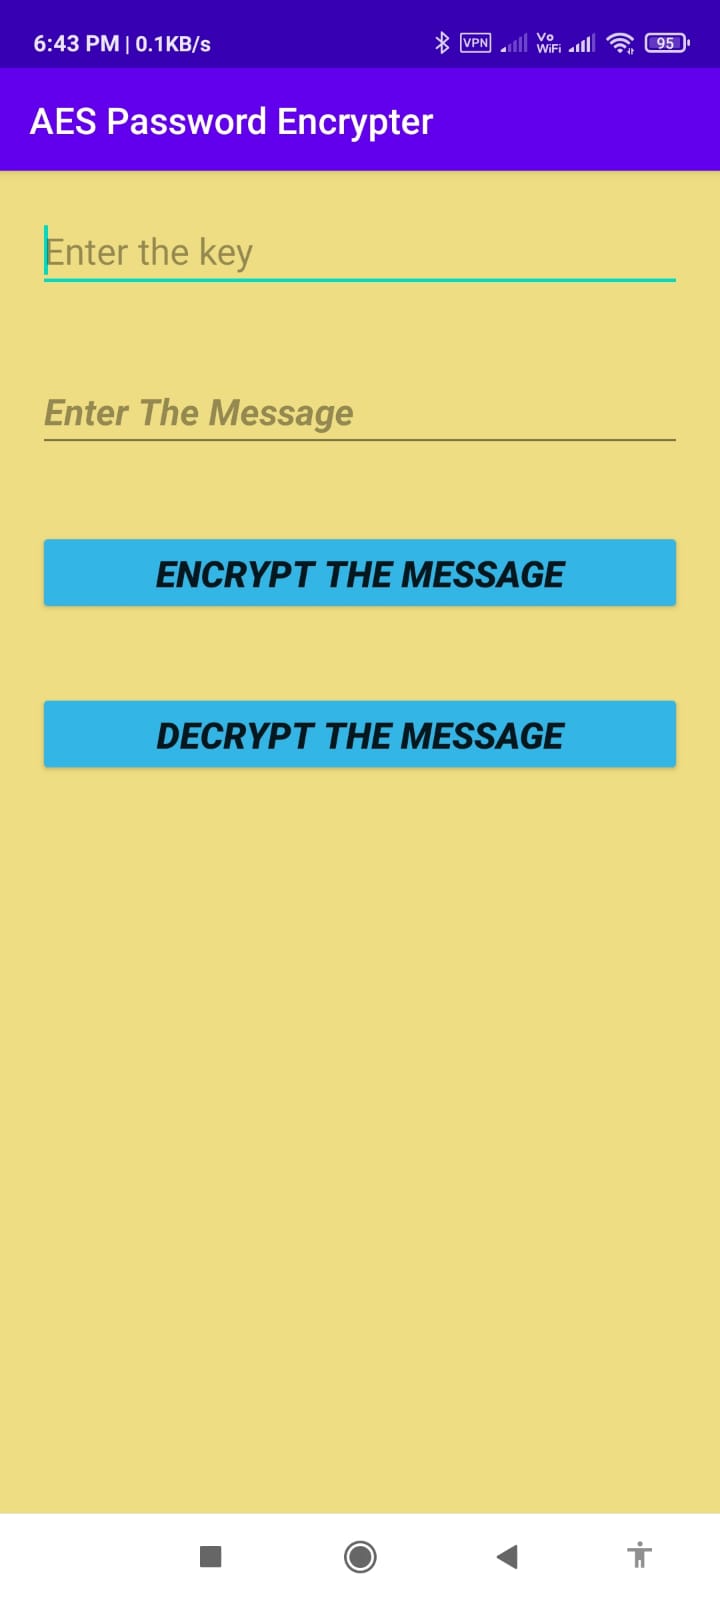 6:43 PM | 0.1KB/s VPN Vo WiFi 95
AES Password Encrypter
Enter the key
Enter The Message
ENCRYPT THE MESSAGE
DECRYPT THE MESSAGE